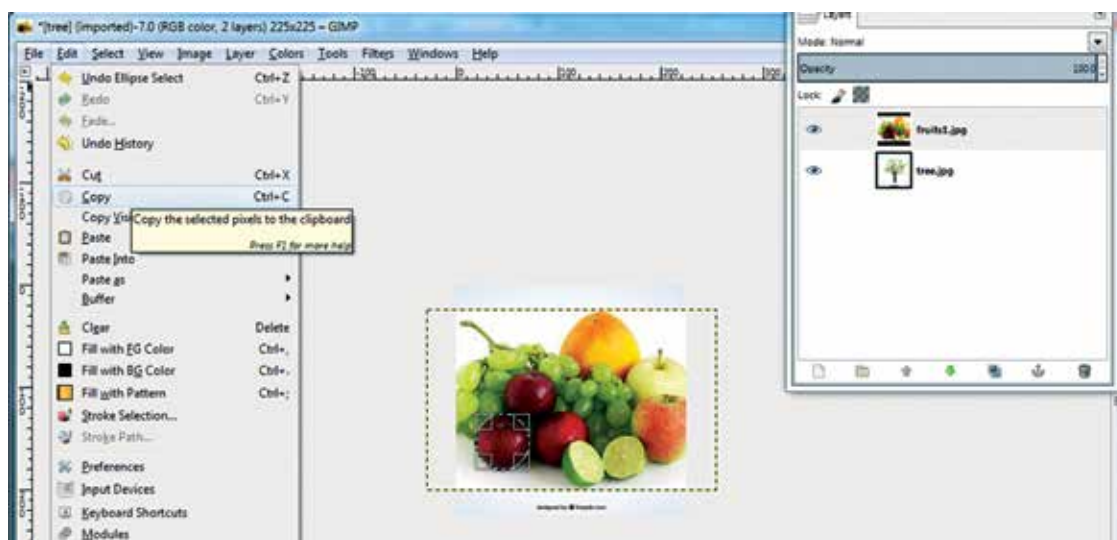 *[tree] (imported)-7.0 (RGB color, 2 layers) 225x225 – GIMP
File Edit Select View Image Layer Colors Tools Filters Windows Help
Undo Ellipse Select Ctrl+Z
Redo Ctrl+Y
Fade...
Undo History
Cut Ctrl+X
Copy Ctrl+C
Copy Vis
Copy the selected pixels to the clipboard
Press F1 for more help
Paste
Paste Into
Paste as
Buffer
Clear Delete
Fill with FG Color Ctrl+,
Fill with BG Color Ctrl+.
Fill with Pattern Ctrl+;
Stroke Selection...
Stroke Path...
Preferences
Input Devices
Keyboard Shortcuts
Modules
Layers
Mode: Normal
Opacity 100.0
Lock:
fruits1.jpg
tree.jpg